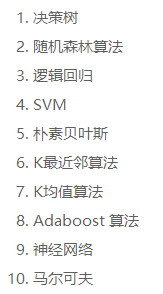 1. 决策树
2. 随机森林算法
3. 逻辑回归
4. SVM
5. 朴素贝叶斯
6. K最近邻算法
7. K均值算法
8. Adaboost 算法
9. 神经网络
10. 马尔可夫